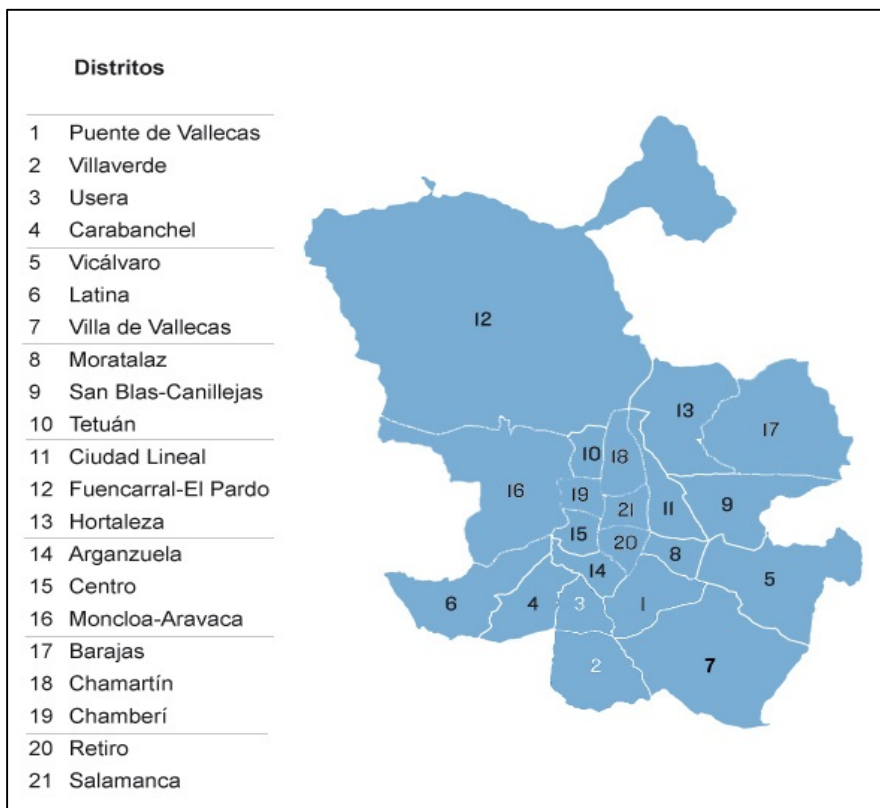 Distritos
1 Puente de Vallecas
2 Villaverde
3 Usera
4 Carabanchel
5 Vicálvaro
6 Latina
7 Villa de Vallecas
8 Moratalaz
9 San Blas-Canillejas
10 Tetuán
11 Ciudad Lineal
12 Fuencarral-El Pardo
13 Hortaleza
14 Arganzuela
15 Centro
16 Moncloa-Aravaca
17 Barajas
18 Chamartín
19 Chamberí
20 Retiro
21 Salamanca
12
13
17
10
18
16
19
21
11
9
15
20
8
14
5
6
4
3
1
2
7